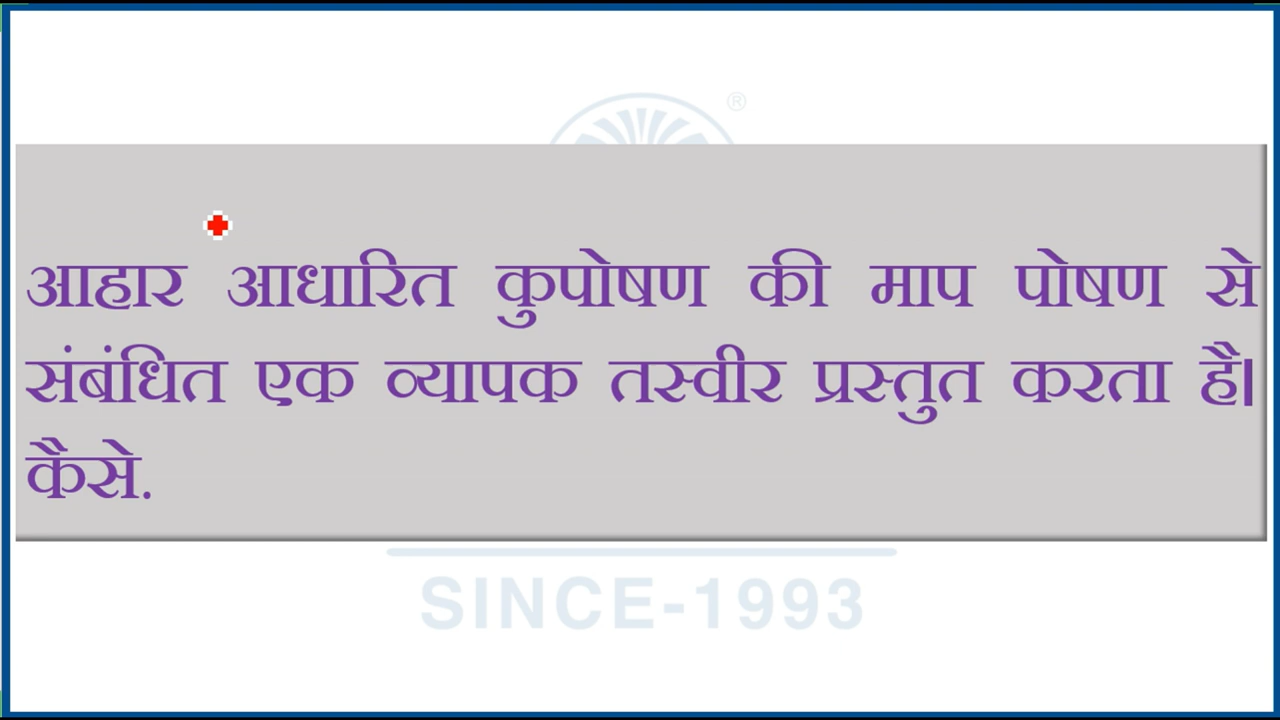 ®
आहार आधारित कुपोषण की माप पोषण से
संबंधित एक व्यापक तस्वीर प्रस्तुत करता है।
कैसे.
SINCE-1993